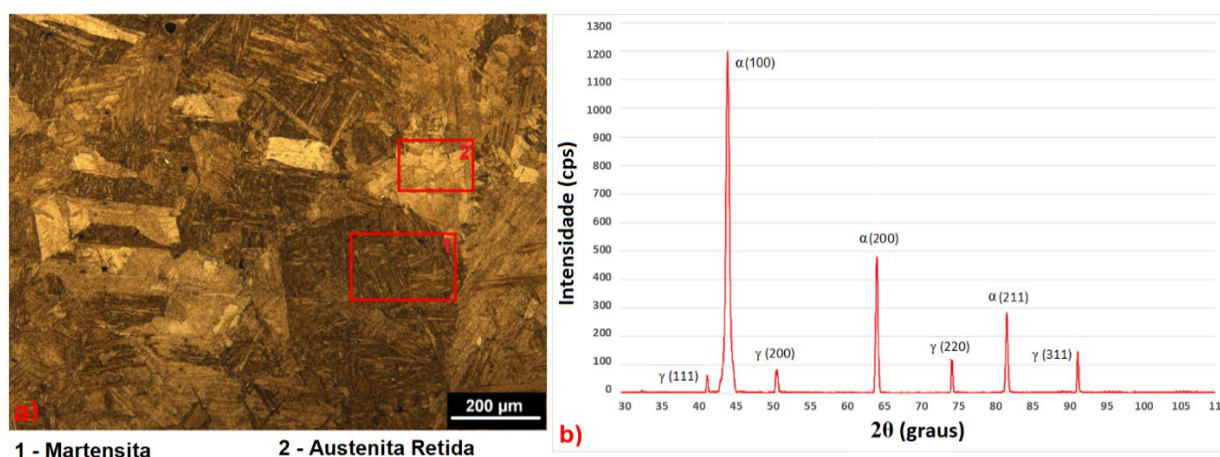 2
1
200 µm
a)
1 - Martensita
2 - Austenita Retida
Intensidade (cps)
1300
1200
1100
1000
900
800
700
600
500
400
300
200
100
0
α (100)
α (200)
α (211)
γ (111)
γ (200)
γ (220)
γ (311)
30 35 40 45 50 55 60 65 70 75 80 85 90 95 100 105 11
2θ (graus)
b)